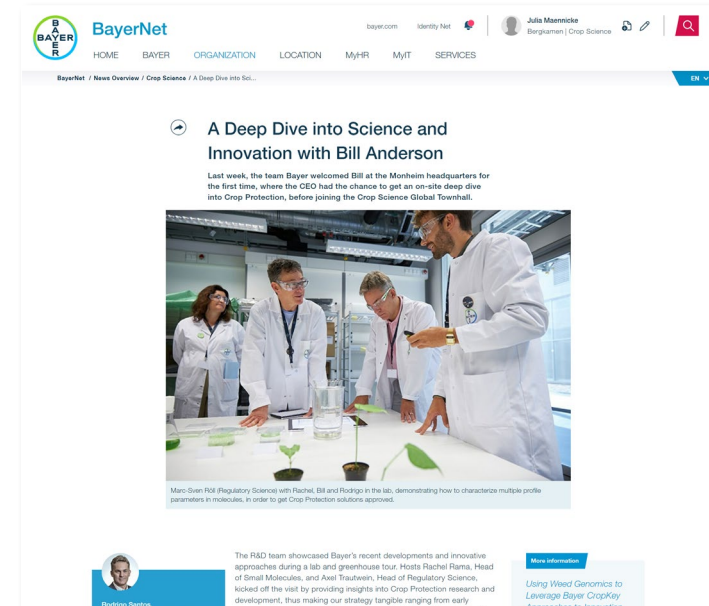 BAYER
BAYER
BayerNet
bayer.com
Identity Net
Julia Maennicke
Bergkamen | Crop Science
HOME
BAYER
ORGANIZATION
LOCATION
MyHR
MyIT
SERVICES
BayerNet / News Overview / Crop Science / A Deep Dive into Sci...
EN
A Deep Dive into Science and
Innovation with Bill Anderson
Last week, the team Bayer welcomed Bill at the Monheim headquarters for
the first time, where the CEO had the chance to get an on-site deep dive
into Crop Protection, before joining the Crop Science Global Townhall.
Marc-Sven Röll (Regulatory Science) with Rachel, Bill and Rodrigo in the lab, demonstrating how to characterize multiple profile
parameters in molecules, in order to get Crop Protection solutions approved.
The R&D team showcased Bayer's recent developments and innovative
approaches during a lab and greenhouse tour. Hosts Rachel Rama, Head
of Small Molecules, and Axel Trautwein, Head of Regulatory Science,
kicked off the visit by providing insights into Crop Protection research and
development, thus making our strategy tangible ranging from early
Rodrigo Santos
More information
Using Weed Genomics to
Leverage Bayer CropKey